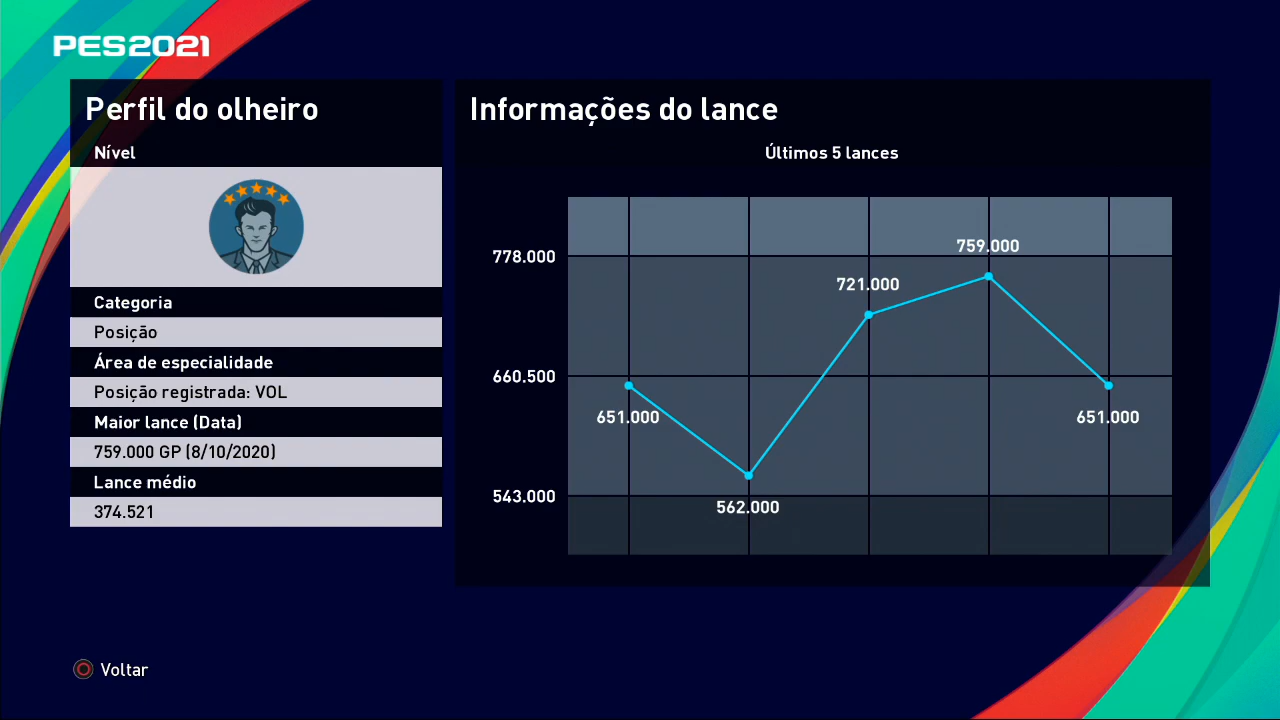 PES2021
Perfil do olheiro
Nível
Categoria
Posição
Área de especialidade
Posição registrada: VOL
Maior lance (Data)
759.000 GP (8/10/2020)
Lance médio
374.521
Informações do lance
Últimos 5 lances
778.000
660.500
543.000
651.000
562.000
721.000
759.000
651.000
Voltar